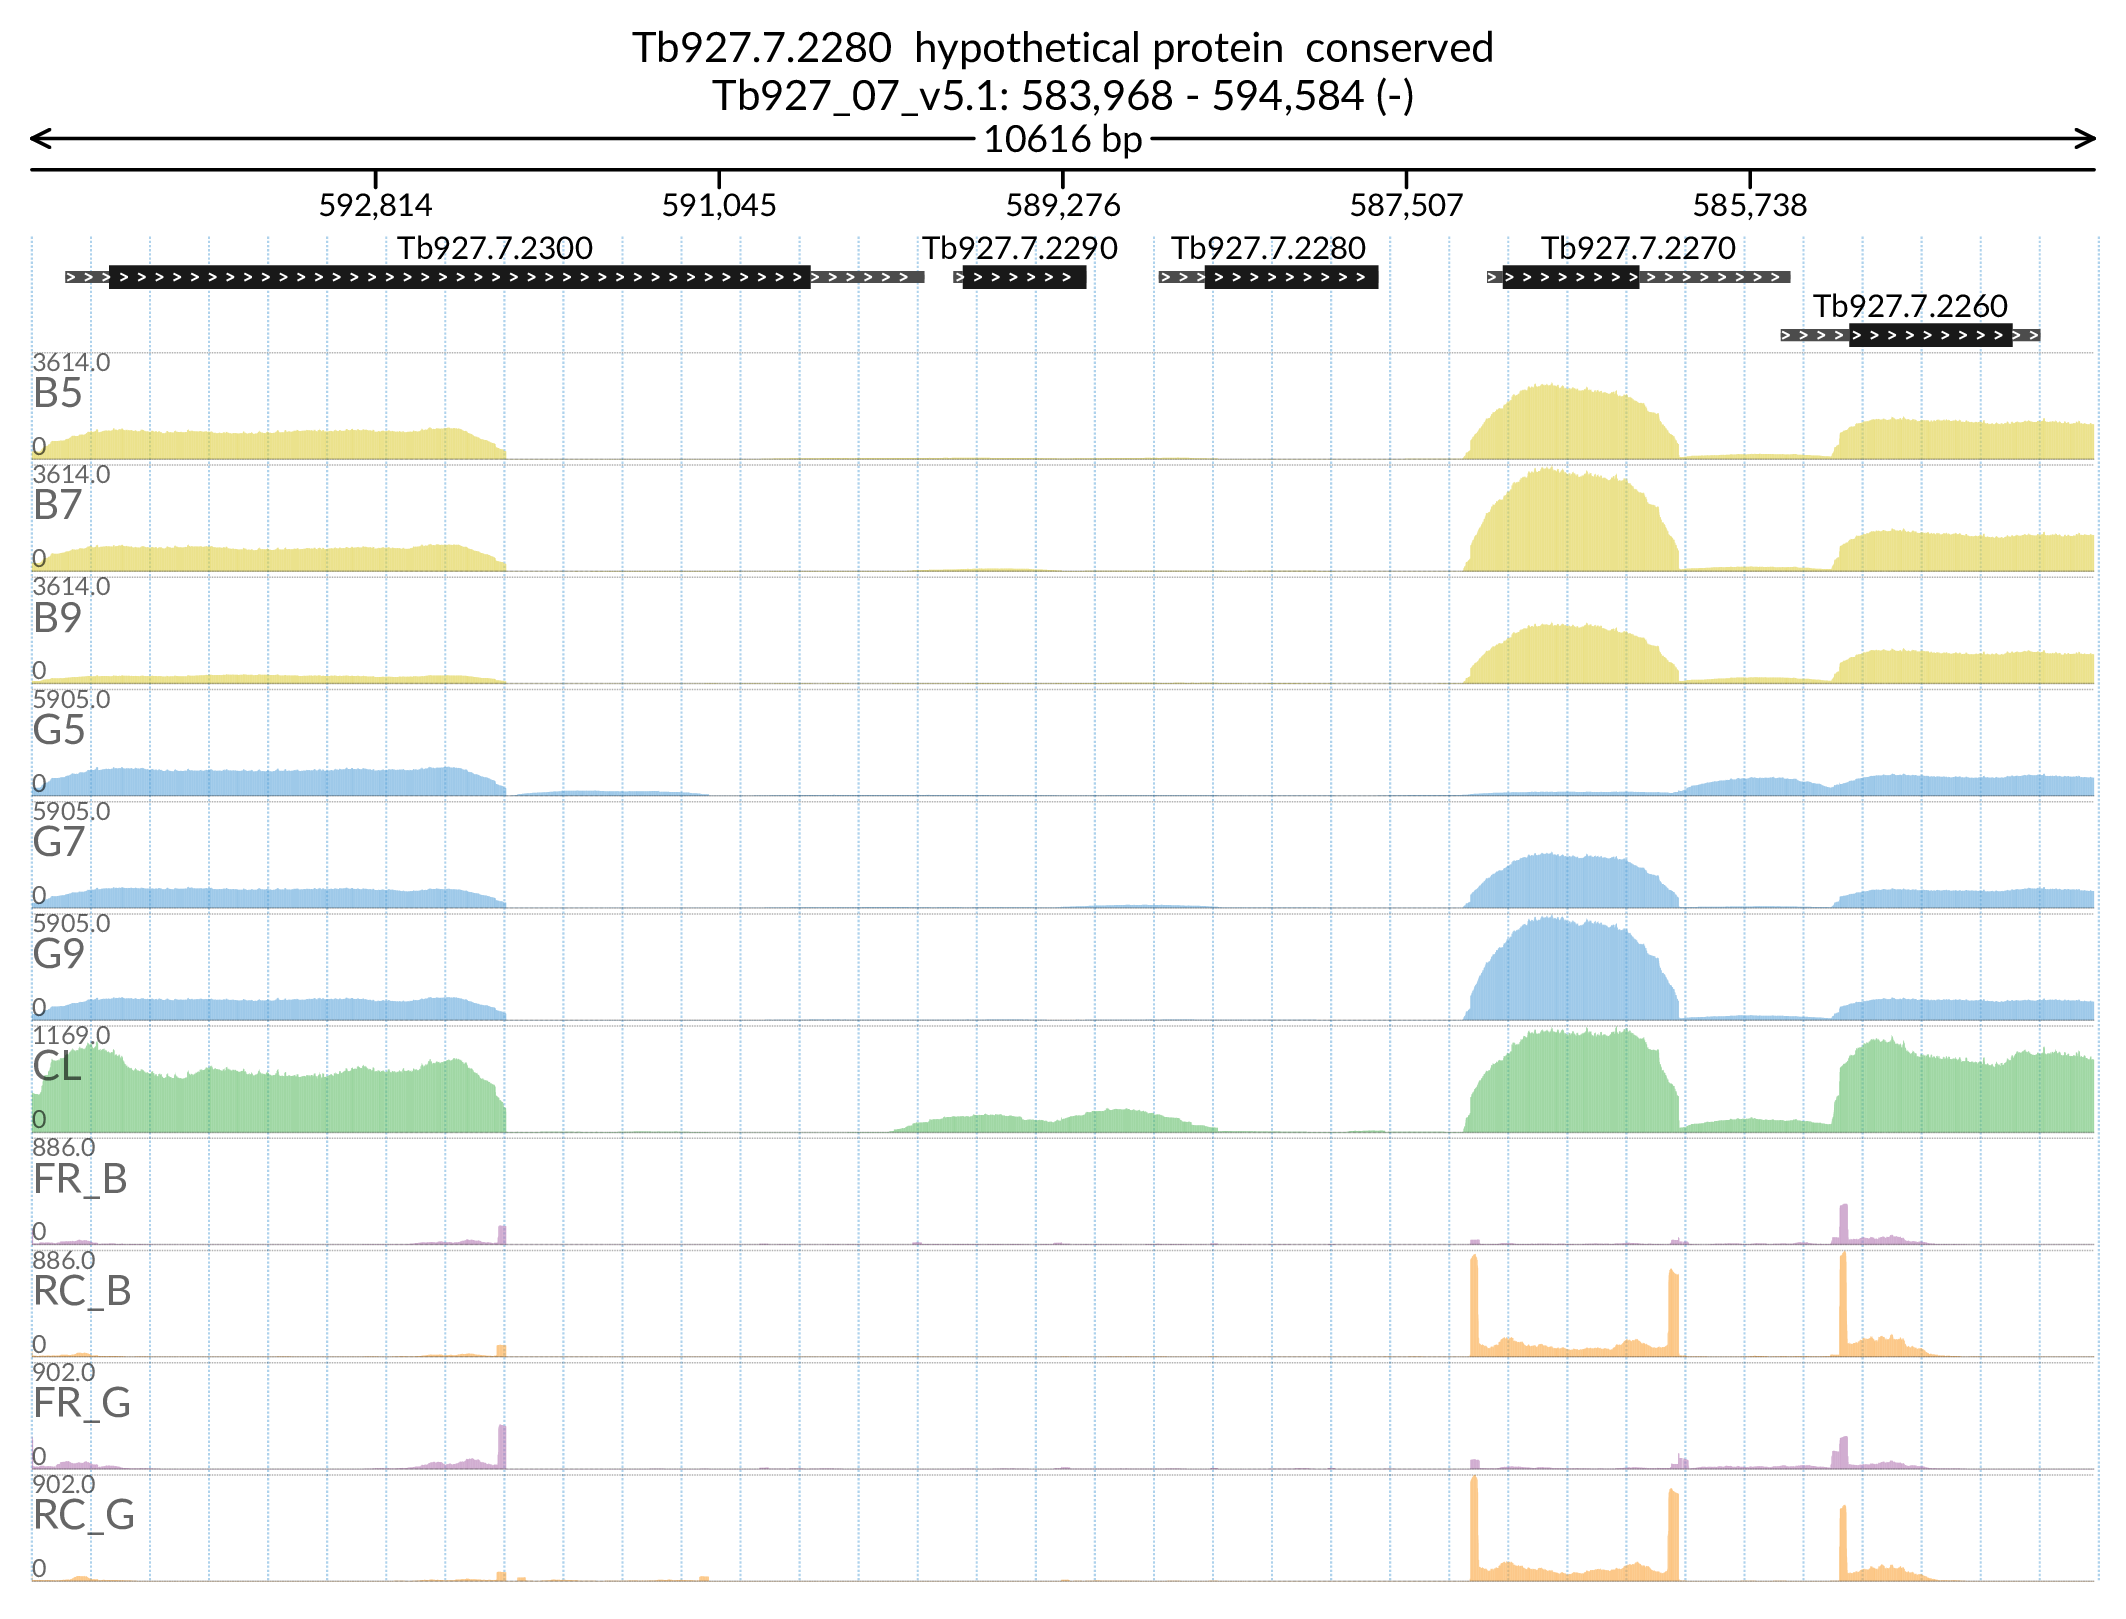 Tb927.7.2280 hypothetical protein conserved
Tb927_07_v5.1: 583,968 - 594,584 (-)
10616 bp
592,814 591,045 589,276 587,507 585,738
Tb927.7.2300 Tb927.7.2290 Tb927.7.2280 Tb927.7.2270
Tb927.7.2260
3614.0
B5
0
3614.0
B7
0
3614.0
B9
0
5905.0
G5
0
5905.0
G7
0
5905.0
G9
0
1169.0
CL
0
886.0
FR_B
0
886.0
RC_B
0
902.0
FR_G
0
902.0
RC_G
0